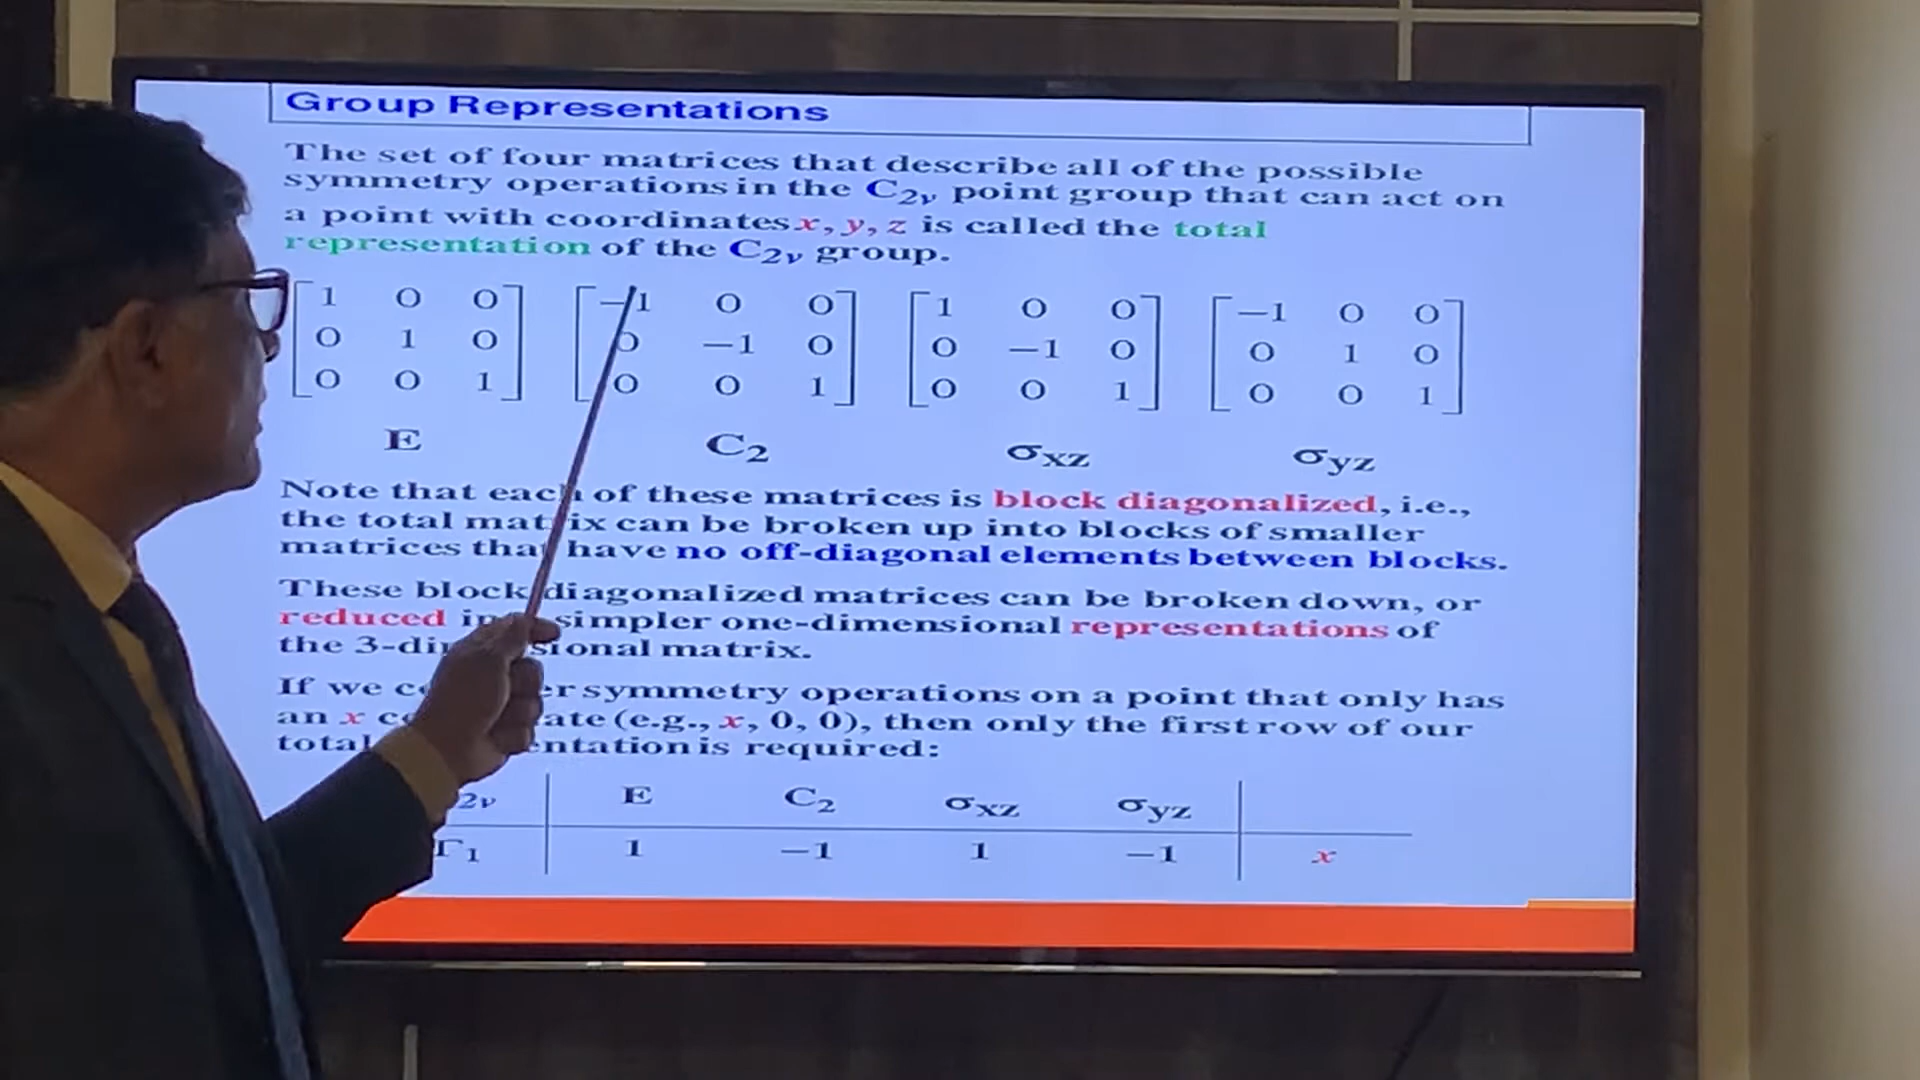 Group Representations
The set of four matrices that describe all of the possible
symmetry operations in the C₂ᵥ point group that can act on
a point with coordinates x, y, z is called the total
representation of the C₂ᵥ group.
1 0 0 −1 0 0 1 0 0 −1 0 0
0 1 0 0 −1 0 0 −1 0 0 1 0
0 0 1 0 0 1 0 0 1 0 0 1
E C₂ σxz σyz
Note that each of these matrices is block diagonalized, i.e.,
the total matrix can be broken up into blocks of smaller
matrices that have no off-diagonal elements between blocks.
These block diagonalized matrices can be broken down, or
reduced simpler one-dimensional representations of
the matrix.
If we symmetry operations on a point that only has
an x (e.g., x, 0, 0), then only the first row of our
total is required:
2v E C₂ σxz σyz
Γ₁ 1 −1 1 −1 x